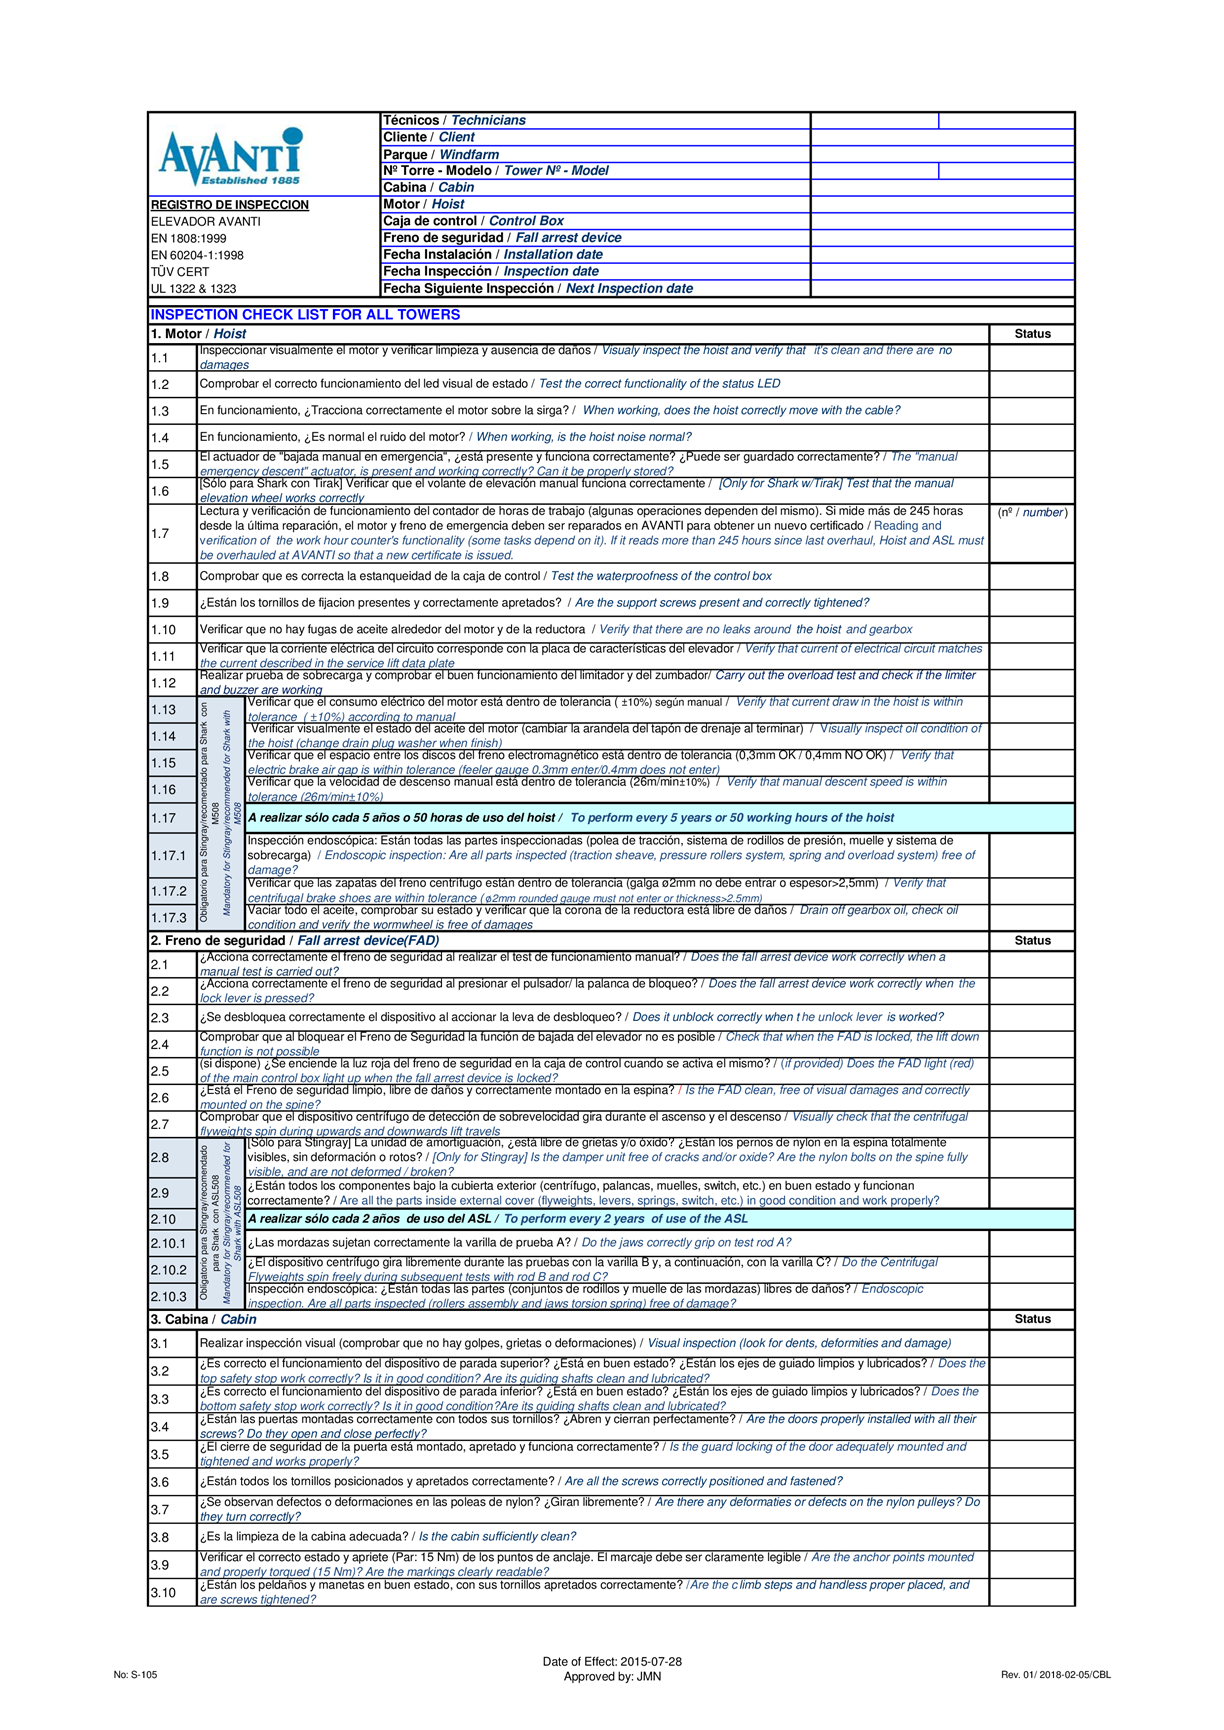 AVANTi
Established 1885
Técnicos / Technicians
Cliente / Client
Parque / Windfarm
Nº Torre - Modelo / Tower Nº - Model
Cabina / Cabin
REGISTRO DE INSPECCION
Motor / Hoist
ELEVADOR AVANTI
Caja de control / Control Box
EN 1808:1999
Freno de seguridad / Fall arrest device
EN 60204-1:1998
Fecha Instalación / Installation date
TÜV CERT
Fecha Inspección / Inspection date
UL 1322 & 1323
Fecha Siguiente Inspección / Next Inspection date
INSPECTION CHECK LIST FOR ALL TOWERS
1. Motor / Hoist Status
1.1 Inspeccionar visualmente el motor y verificar limpieza y ausencia de daños / Visualy inspect the hoist and verify that it's clean and there are no
damages
1.2 Comprobar el correcto funcionamiento del led visual de estado / Test the correct functionality of the status LED
1.3 En funcionamiento, ¿Tracciona correctamente el motor sobre la sirga? / When working, does the hoist correctly move with the cable?
1.4 En funcionamiento, ¿Es normal el ruido del motor? / When working, is the hoist noise normal?
1.5 El actuador de "bajada manual en emergencia", ¿está presente y funciona correctamente? ¿Puede ser guardado correctamente? / The "manual
emergency descent" actuator, is present and working correctly? Can it be properly stored?
1.6 [Sólo para Shark con Tirak] Verificar que el volante de elevación manual funciona correctamente / [Only for Shark w/Tirak] Test that the manual
elevation wheel works correctly
1.7 Lectura y verificación de funcionamiento del contador de horas de trabajo (algunas operaciones dependen del mismo). Si mide más de 245 horas (nº / number)
desde la última reparación, el motor y freno de emergencia deben ser reparados en AVANTI para obtener un nuevo certificado / Reading and
verification of the work hour counter's functionality (some tasks depend on it). If it reads more than 245 hours since last overhaul, Hoist and ASL must
be overhauled at AVANTI so that a new certificate is issued.
1.8 Comprobar que es correcta la estanqueidad de la caja de control / Test the waterproofness of the control box
1.9 ¿Están los tornillos de fijacion presentes y correctamente apretados? / Are the support screws present and correctly tightened?
1.10 Verificar que no hay fugas de aceite alrededor del motor y de la reductora / Verify that there are no leaks around the hoist and gearbox
1.11 Verificar que la corriente eléctrica del circuito corresponde con la placa de características del elevador / Verify that current of electrical circuit matches
the current described in the service lift data plate
1.12 Realizar prueba de sobrecarga y comprobar el buen funcionamiento del limitador y del zumbador/ Carry out the overload test and check if the limiter
and buzzer are working
Obligatorio para Stingray/recomendado para Shark con
M508
Mandatory for Stingray/recommended for Shark with
M508
1.13 Verificar que el consumo eléctrico del motor está dentro de tolerancia ( ±10%) según manual / Verify that current draw in the hoist is within
tolerance ( ±10%) according to manual
1.14 Verificar visualmente el estado del aceite del motor (cambiar la arandela del tapón de drenaje al terminar) / Visually inspect oil condition of
the hoist (change drain plug washer when finish)
1.15 Verificar que el espacio entre los discos del freno electromagnético está dentro de tolerancia (0,3mm OK / 0,4mm NO OK) / Verify that
electric brake air gap is within tolerance (feeler gauge 0.3mm enter/0.4mm does not enter)
1.16 Verificar que la velocidad de descenso manual está dentro de tolerancia (26m/min±10%) / Verify that manual descent speed is within
tolerance (26m/min±10%)
1.17 A realizar sólo cada 5 años o 50 horas de uso del hoist / To perform every 5 years or 50 working hours of the hoist
1.17.1 Inspección endoscópica: Están todas las partes inspeccionadas (polea de tracción, sistema de rodillos de presión, muelle y sistema de
sobrecarga) / Endoscopic inspection: Are all parts inspected (traction sheave, pressure rollers system, spring and overload system) free of
damage?
1.17.2 Verificar que las zapatas del freno centrífugo están dentro de tolerancia (galga ø2mm no debe entrar o espesor>2,5mm) / Verify that
centrifugal brake shoes are within tolerance (ø2mm rounded gauge must not enter or thickness>2.5mm)
1.17.3 Vaciar todo el aceite, comprobar su estado y verificar que la corona de la reductora está libre de daños / Drain off gearbox oil, check oil
condition and verify the wormwheel is free of damages
2. Freno de seguridad / Fall arrest device(FAD) Status
2.1 ¿Acciona correctamente el freno de seguridad al realizar el test de funcionamiento manual? / Does the fall arrest device work correctly when a
manual test is carried out?
2.2 ¿Acciona correctamente el freno de seguridad al presionar el pulsador/ la palanca de bloqueo? / Does the fall arrest device work correctly when the
lock lever is pressed?
2.3 ¿Se desbloquea correctamente el dispositivo al accionar la leva de desbloqueo? / Does it unblock correctly when the unlock lever is worked?
2.4 Comprobar que al bloquear el Freno de Seguridad la función de bajada del elevador no es posible / Check that when the FAD is locked, the lift down
function is not possible
2.5 (si dispone) ¿Se enciende la luz roja del freno de seguridad en la caja de control cuando se activa el mismo? / (if provided) Does the FAD light (red)
of the main control box light up when the fall arrest device is locked?
2.6 ¿Está el Freno de seguridad limpio, libre de daños y correctamente montado en la espina? / Is the FAD clean, free of visual damages and correctly
mounted on the spine?
2.7 Comprobar que el dispositivo centrífugo de detección de sobrevelocidad gira durante el ascenso y el descenso / Visually check that the centrifugal
flyweights spin during upwards and downwards lift travels
Obligatorio para Stingray/recomendado
para Shark con ASL508
Mandatory for Stingray/recommended for
Shark with ASL508
2.8 [Sólo para Stingray] La unidad de amortiguación, ¿está libre de grietas y/o óxido? ¿Están los pernos de nylon en la espina totalmente
visibles, sin deformación o rotos? / [Only for Stingray] Is the damper unit free of cracks and/or oxide? Are the nylon bolts on the spine fully
visible, and are not deformed / broken?
2.9 ¿Están todos los componentes bajo la cubierta exterior (centrífugo, palancas, muelles, switch, etc.) en buen estado y funcionan
correctamente? / Are all the parts inside external cover (flyweights, levers, springs, switch, etc.) in good condition and work properly?
2.10 A realizar sólo cada 2 años de uso del ASL / To perform every 2 years of use of the ASL
2.10.1 ¿Las mordazas sujetan correctamente la varilla de prueba A? / Do the jaws correctly grip on test rod A?
2.10.2 ¿El dispositivo centrífugo gira libremente durante las pruebas con la varilla B y, a continuación, con la varilla C? / Do the Centrifugal
Flyweights spin freely during subsequent tests with rod B and rod C?
2.10.3 Inspección endoscópica: ¿Están todas las partes (conjuntos de rodillos y muelle de las mordazas) libres de daños? / Endoscopic
inspection. Are all parts inspected (rollers assembly and jaws torsion spring) free of damage?
3. Cabina / Cabin Status
3.1 Realizar inspección visual (comprobar que no hay golpes, grietas o deformaciones) / Visual inspection (look for dents, deformities and damage)
3.2 ¿Es correcto el funcionamiento del dispositivo de parada superior? ¿Está en buen estado? ¿Están los ejes de guiado limpios y lubricados? / Does the
top safety stop work correctly? Is it in good condition? Are its guiding shafts clean and lubricated?
3.3 ¿Es correcto el funcionamiento del dispositivo de parada inferior? ¿Está en buen estado? ¿Están los ejes de guiado limpios y lubricados? / Does the
bottom safety stop work correctly? Is it in good condition?Are its guiding shafts clean and lubricated?
3.4 ¿Están las puertas montadas correctamente con todos sus tornillos? ¿Abren y cierran perfectamente? / Are the doors properly installed with all their
screws? Do they open and close perfectly?
3.5 ¿El cierre de seguridad de la puerta está montado, apretado y funciona correctamente? / Is the guard locking of the door adequately mounted and
tightened and works properly?
3.6 ¿Están todos los tornillos posicionados y apretados correctamente? / Are all the screws correctly positioned and fastened?
3.7 ¿Se observan defectos o deformaciones en las poleas de nylon? ¿Giran libremente? / Are there any deformaties or defects on the nylon pulleys? Do
they turn correctly?
3.8 ¿Es la limpieza de la cabina adecuada? / Is the cabin sufficiently clean?
3.9 Verificar el correcto estado y apriete (Par: 15 Nm) de los puntos de anclaje. El marcaje debe ser claramente legible / Are the anchor points mounted
and properly torqued (15 Nm)? Are the markings clearly readable?
3.10 ¿Están los peldaños y manetas en buen estado, con sus tornillos apretados correctamente? /Are the climb steps and handless proper placed, and
are screws tightened?
Date of Effect: 2015-07-28
No: S-105 Approved by: JMN Rev. 01/ 2018-02-05/CBL